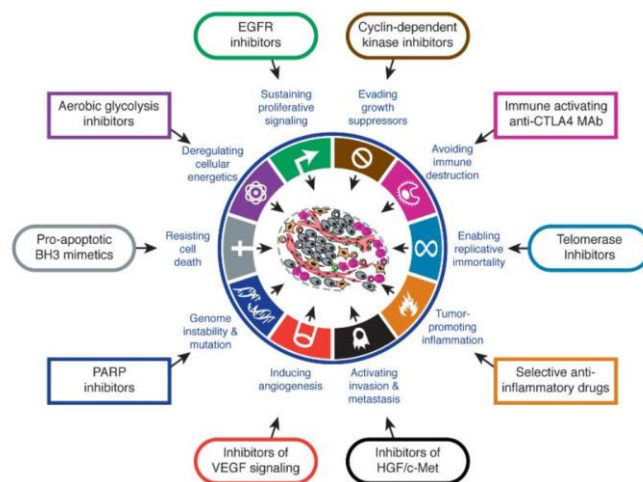 EGFR
inhibitors
Cyclin-dependent
kinase inhibitors
Sustaining
proliferative
signaling
Evading
growth
suppressors
Aerobic glycolysis
inhibitors
Immune activating
anti-CTLA4 MAb
Deregulating
cellular
energetics
Avoiding
immune
destruction
Pro-apoptotic
BH3 mimetics
Resisting
cell
death
Enabling
replicative
immortality
Telomerase
Inhibitors
Genome
instability &
mutation
Tumor-
promoting
inflammation
PARP
inhibitors
Inducing
angiogenesis
Activating
invasion &
metastasis
Selective anti-
inflammatory drugs
Inhibitors of
VEGF signaling
Inhibitors of
HGF/c-Met